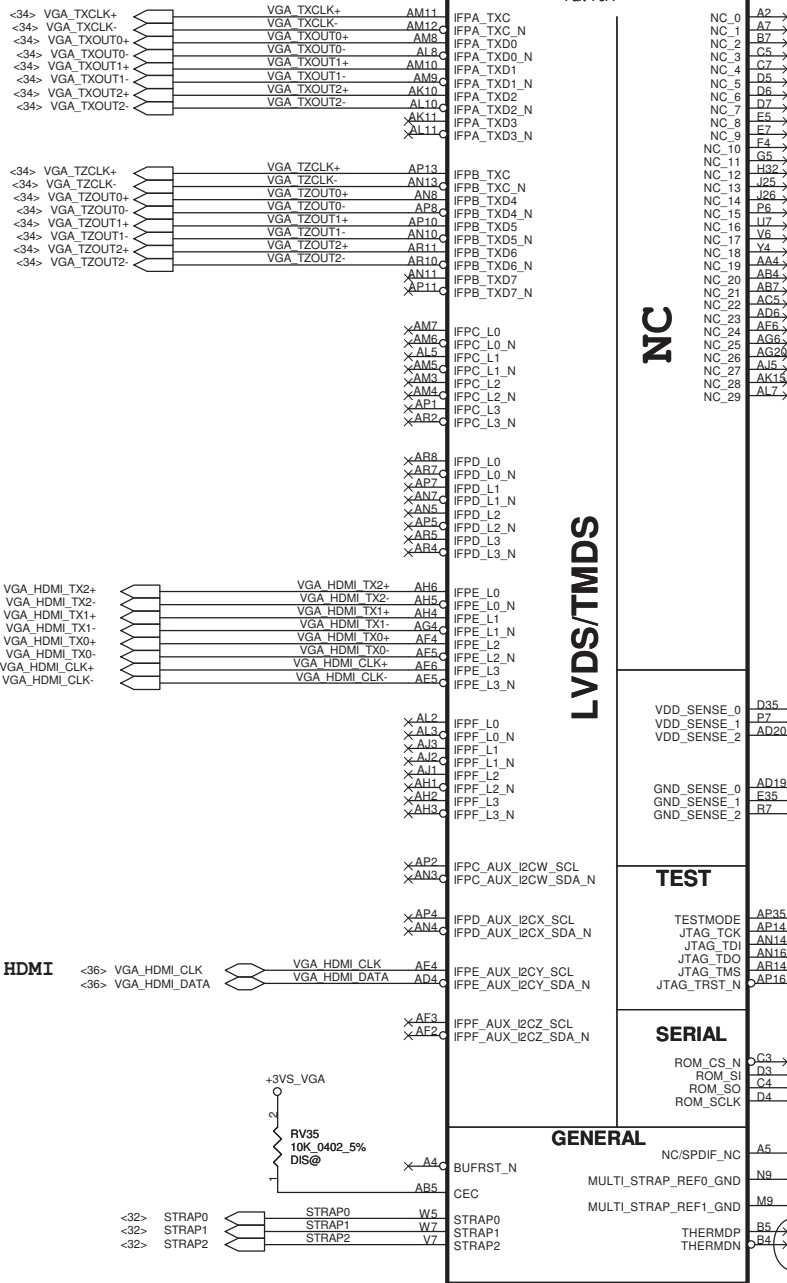 <34> VGA_TXCLK+ VGA_TXCLK+ AM11 IFPA_TXC NC_0 A2
<34> VGA_TXCLK- VGA_TXCLK- AM12 IFPA_TXC_N NC_1 A7
<34> VGA_TXOUT0+ VGA_TXOUT0+ AM8 IFPA_TXD0 NC_2 B7
<34> VGA_TXOUT0- VGA_TXOUT0- AL8 IFPA_TXD0_N NC_3 C5
<34> VGA_TXOUT1+ VGA_TXOUT1+ AM10 IFPA_TXD1 NC_4 C7
<34> VGA_TXOUT1- VGA_TXOUT1- AM9 IFPA_TXD1_N NC_5 D5
<34> VGA_TXOUT2+ VGA_TXOUT2+ AK10 IFPA_TXD2 NC_6 D6
<34> VGA_TXOUT2- VGA_TXOUT2- AL10 IFPA_TXD2_N NC_7 D7
AK11 IFPA_TXD3 NC_8 E5
AL11 IFPA_TXD3_N NC_9 E7
NC_10 F4
NC_11 G5
<34> VGA_TZCLK+ VGA_TZCLK+ AP13 IFPB_TXC NC_12 H32
<34> VGA_TZCLK- VGA_TZCLK- AN13 IFPB_TXC_N NC_13 J25
<34> VGA_TZOUT0+ VGA_TZOUT0+ AN8 IFPB_TXD4 NC_14 J26
<34> VGA_TZOUT0- VGA_TZOUT0- AP8 IFPB_TXD4_N NC_15 P6
<34> VGA_TZOUT1+ VGA_TZOUT1+ AP10 IFPB_TXD5 NC_16 U7
<34> VGA_TZOUT1- VGA_TZOUT1- AN10 IFPB_TXD5_N NC_17 V6
<34> VGA_TZOUT2+ VGA_TZOUT2+ AR11 IFPB_TXD6 NC_18 Y4
<34> VGA_TZOUT2- VGA_TZOUT2- AR10 IFPB_TXD6_N NC_19 AA4
AN11 IFPB_TXD7 NC_20 AB4
AP11 IFPB_TXD7_N NC_21 AB7
NC_22 AC5
NC_23 AD6
AM7 IFPC_L0 NC_24 AF6
AM6 IFPC_L0_N NC_25 AG6
AL5 IFPC_L1 NC_26 AG20
AM5 IFPC_L1_N NC_27 AJ5
AM3 IFPC_L2 NC_28 AK15
AM4 IFPC_L2_N NC_29 AL7
AP1 IFPC_L3
AR2 IFPC_L3_N
NC
AR8 IFPD_L0
AR7 IFPD_L0_N
AP7 IFPD_L1
AN7 IFPD_L1_N
AN5 IFPD_L2
AP5 IFPD_L2_N
AR5 IFPD_L3
AR4 IFPD_L3_N
LVDS/TMDS
VGA_HDMI_TX2+ VGA_HDMI_TX2+ AH6 IFPE_L0
VGA_HDMI_TX2- VGA_HDMI_TX2- AH5 IFPE_L0_N
VGA_HDMI_TX1+ VGA_HDMI_TX1+ AH4 IFPE_L1
VGA_HDMI_TX1- VGA_HDMI_TX1- AG4 IFPE_L1_N
VGA_HDMI_TX0+ VGA_HDMI_TX0+ AF4 IFPE_L2
VGA_HDMI_TX0- VGA_HDMI_TX0- AF5 IFPE_L2_N
VGA_HDMI_CLK+ VGA_HDMI_CLK+ AE6 IFPE_L3
VGA_HDMI_CLK- VGA_HDMI_CLK- AE5 IFPE_L3_N
VDD_SENSE_0 D35
AL2 IFPF_L0 VDD_SENSE_1 P7
AL3 IFPF_L0_N VDD_SENSE_2 AD20
AJ3 IFPF_L1
AJ2 IFPF_L1_N
AJ1 IFPF_L2
AH1 IFPF_L2_N GND_SENSE_0 AD19
AH2 IFPF_L3 GND_SENSE_1 E35
AH3 IFPF_L3_N GND_SENSE_2 R7
AP2 IFPC_AUX_I2CW_SCL
AN3 IFPC_AUX_I2CW_SDA_N
TEST
AP4 IFPD_AUX_I2CX_SCL TESTMODE AP35
AN4 IFPD_AUX_I2CX_SDA_N JTAG_TCK AP14
JTAG_TDI AN14
JTAG_TDO AN16
HDMI <36> VGA_HDMI_CLK VGA_HDMI_CLK AE4 IFPE_AUX_I2CY_SCL JTAG_TMS AR14
<36> VGA_HDMI_DATA VGA_HDMI_DATA AD4 IFPE_AUX_I2CY_SDA_N JTAG_TRST_N AP16
AF3 IFPF_AUX_I2CZ_SCL
AF2 IFPF_AUX_I2CZ_SDA_N
SERIAL
ROM_CS_N C3
ROM_SI D3
ROM_SO C4
ROM_SCLK D4
+3VS_VGA
2
RV35
10K_0402_5%
DIS@
1
GENERAL
A4 BUFRST_N NC/SPDIF_NC A5
AB5 CEC MULTI_STRAP_REF0_GND N9
MULTI_STRAP_REF1_GND M9
<32> STRAP0 STRAP0 W5 STRAP0
<32> STRAP1 STRAP1 W7 STRAP1 THERMDP B5
<32> STRAP2 STRAP2 V7 STRAP2 THERMDN B4